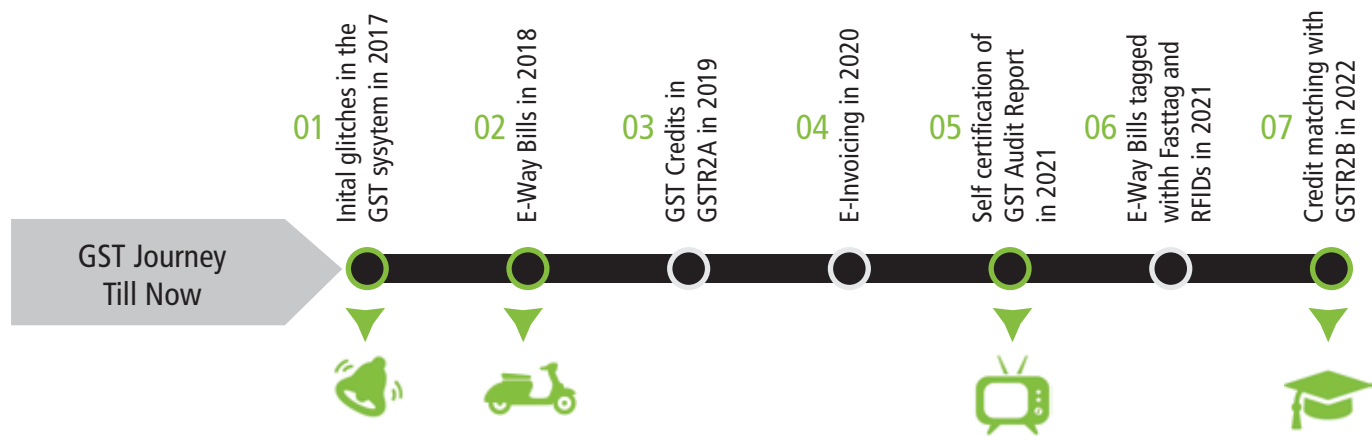 GST Journey
Till Now
01
Inital glitches in the
GST sysytem in 2017
02
E-Way Bills in 2018
03
GST Credits in
GSTR2A in 2019
04
E-Invoicing in 2020
05
Self certification of
GST Audit Report
in 2021
06
E-Way Bills tagged
withh Fasttag and
RFIDs in 2021
07
Credit matching with
GSTR2B in 2022